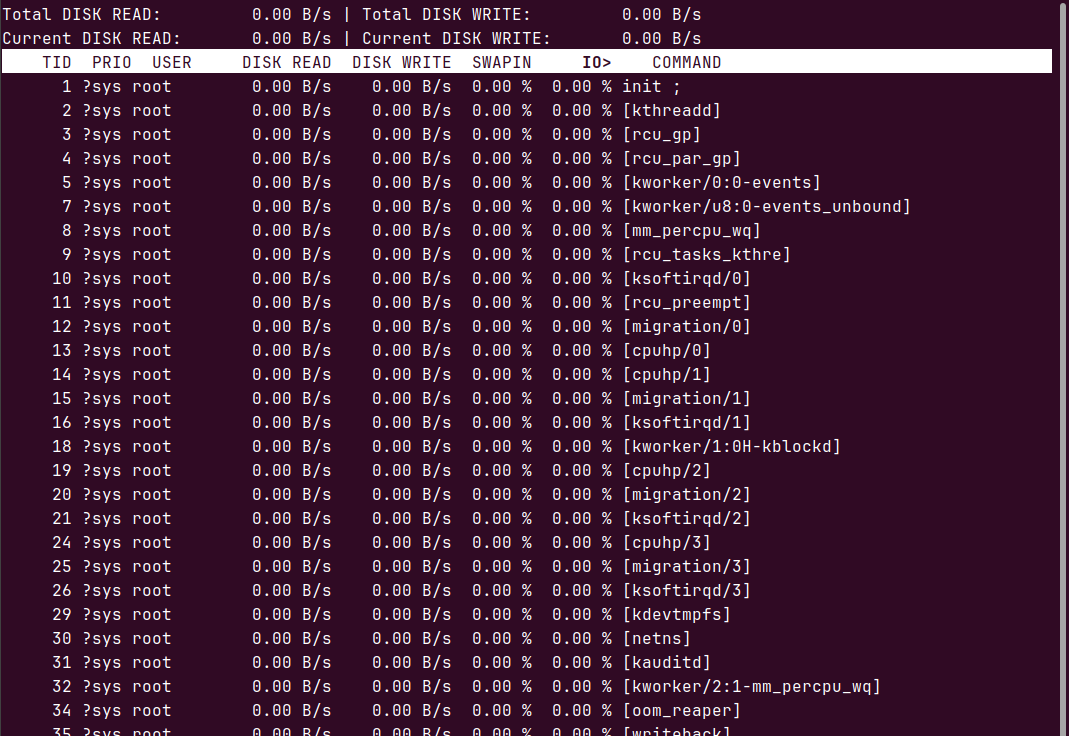 Total DISK READ:         0.00 B/s | Total DISK WRITE:         0.00 B/s
Current DISK READ:       0.00 B/s | Current DISK WRITE:       0.00 B/s
    TID  PRIO  USER     DISK READ  DISK WRITE  SWAPIN     IO>    COMMAND
      1 ?sys root        0.00 B/s    0.00 B/s  0.00 %  0.00 % init ;
      2 ?sys root        0.00 B/s    0.00 B/s  0.00 %  0.00 % [kthreadd]
      3 ?sys root        0.00 B/s    0.00 B/s  0.00 %  0.00 % [rcu_gp]
      4 ?sys root        0.00 B/s    0.00 B/s  0.00 %  0.00 % [rcu_par_gp]
      5 ?sys root        0.00 B/s    0.00 B/s  0.00 %  0.00 % [kworker/0:0-events]
      7 ?sys root        0.00 B/s    0.00 B/s  0.00 %  0.00 % [kworker/u8:0-events_unbound]
      8 ?sys root        0.00 B/s    0.00 B/s  0.00 %  0.00 % [mm_percpu_wq]
      9 ?sys root        0.00 B/s    0.00 B/s  0.00 %  0.00 % [rcu_tasks_kthre]
     10 ?sys root        0.00 B/s    0.00 B/s  0.00 %  0.00 % [ksoftirqd/0]
     11 ?sys root        0.00 B/s    0.00 B/s  0.00 %  0.00 % [rcu_preempt]
     12 ?sys root        0.00 B/s    0.00 B/s  0.00 %  0.00 % [migration/0]
     13 ?sys root        0.00 B/s    0.00 B/s  0.00 %  0.00 % [cpuhp/0]
     14 ?sys root        0.00 B/s    0.00 B/s  0.00 %  0.00 % [cpuhp/1]
     15 ?sys root        0.00 B/s    0.00 B/s  0.00 %  0.00 % [migration/1]
     16 ?sys root        0.00 B/s    0.00 B/s  0.00 %  0.00 % [ksoftirqd/1]
     18 ?sys root        0.00 B/s    0.00 B/s  0.00 %  0.00 % [kworker/1:0H-kblockd]
     19 ?sys root        0.00 B/s    0.00 B/s  0.00 %  0.00 % [cpuhp/2]
     20 ?sys root        0.00 B/s    0.00 B/s  0.00 %  0.00 % [migration/2]
     21 ?sys root        0.00 B/s    0.00 B/s  0.00 %  0.00 % [ksoftirqd/2]
     24 ?sys root        0.00 B/s    0.00 B/s  0.00 %  0.00 % [cpuhp/3]
     25 ?sys root        0.00 B/s    0.00 B/s  0.00 %  0.00 % [migration/3]
     26 ?sys root        0.00 B/s    0.00 B/s  0.00 %  0.00 % [ksoftirqd/3]
     29 ?sys root        0.00 B/s    0.00 B/s  0.00 %  0.00 % [kdevtmpfs]
     30 ?sys root        0.00 B/s    0.00 B/s  0.00 %  0.00 % [netns]
     31 ?sys root        0.00 B/s    0.00 B/s  0.00 %  0.00 % [kauditd]
     32 ?sys root        0.00 B/s    0.00 B/s  0.00 %  0.00 % [kworker/2:1-mm_percpu_wq]
     34 ?sys root        0.00 B/s    0.00 B/s  0.00 %  0.00 % [oom_reaper]
     35 ?sys root        0.00 B/s    0.00 B/s  0.00 %  0.00 % [writeback]